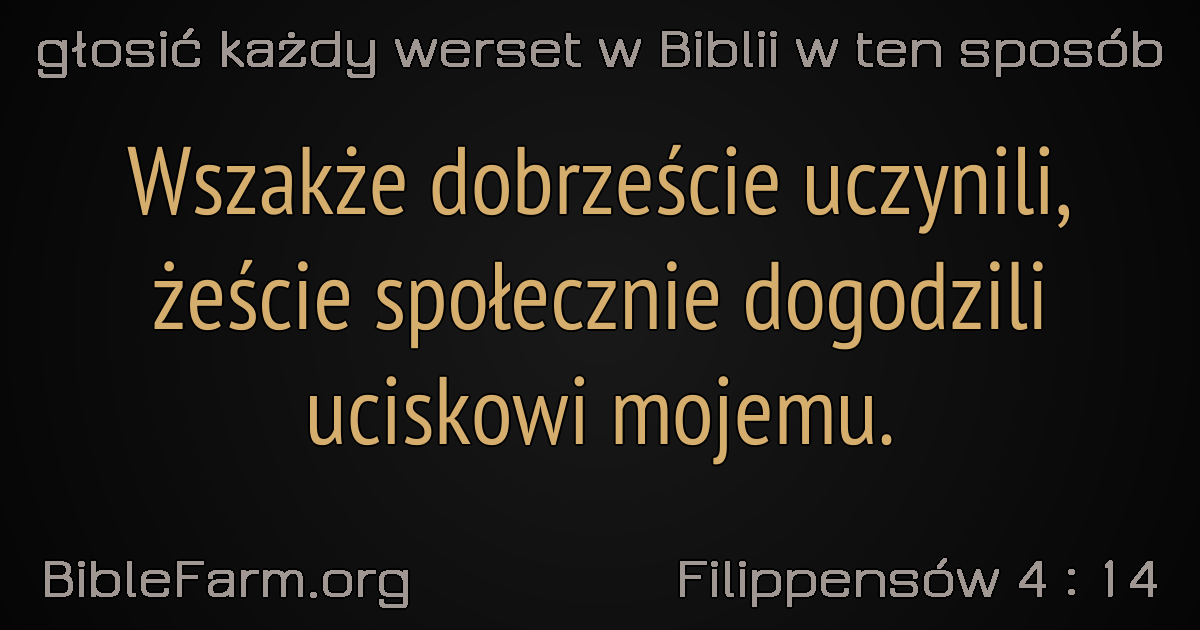 głosić każdy werset w Biblii w ten sposób
Wszakże dobrzeście uczynili,
żeście społecznie dogodzili
uciskowi mojemu.
BibleFarm.org
Filippensów 4 : 14